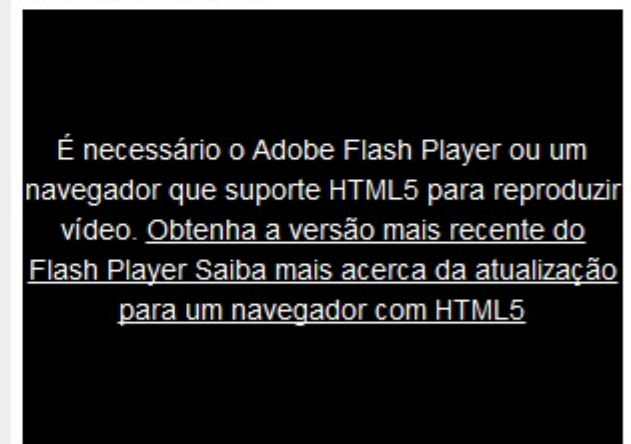 É necessário o Adobe Flash Player ou um
navegador que suporte HTML5 para reproduzir
vídeo. Obtenha a versão mais recente do
Flash Player Saiba mais acerca da atualização
para um navegador com HTML5